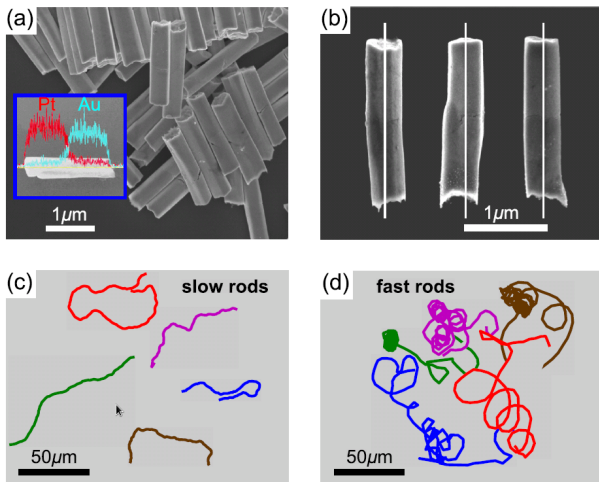 (a)
Pt Au
1µm
(b)
1µm
(c)
slow rods
50µm
(d)
fast rods
50µm